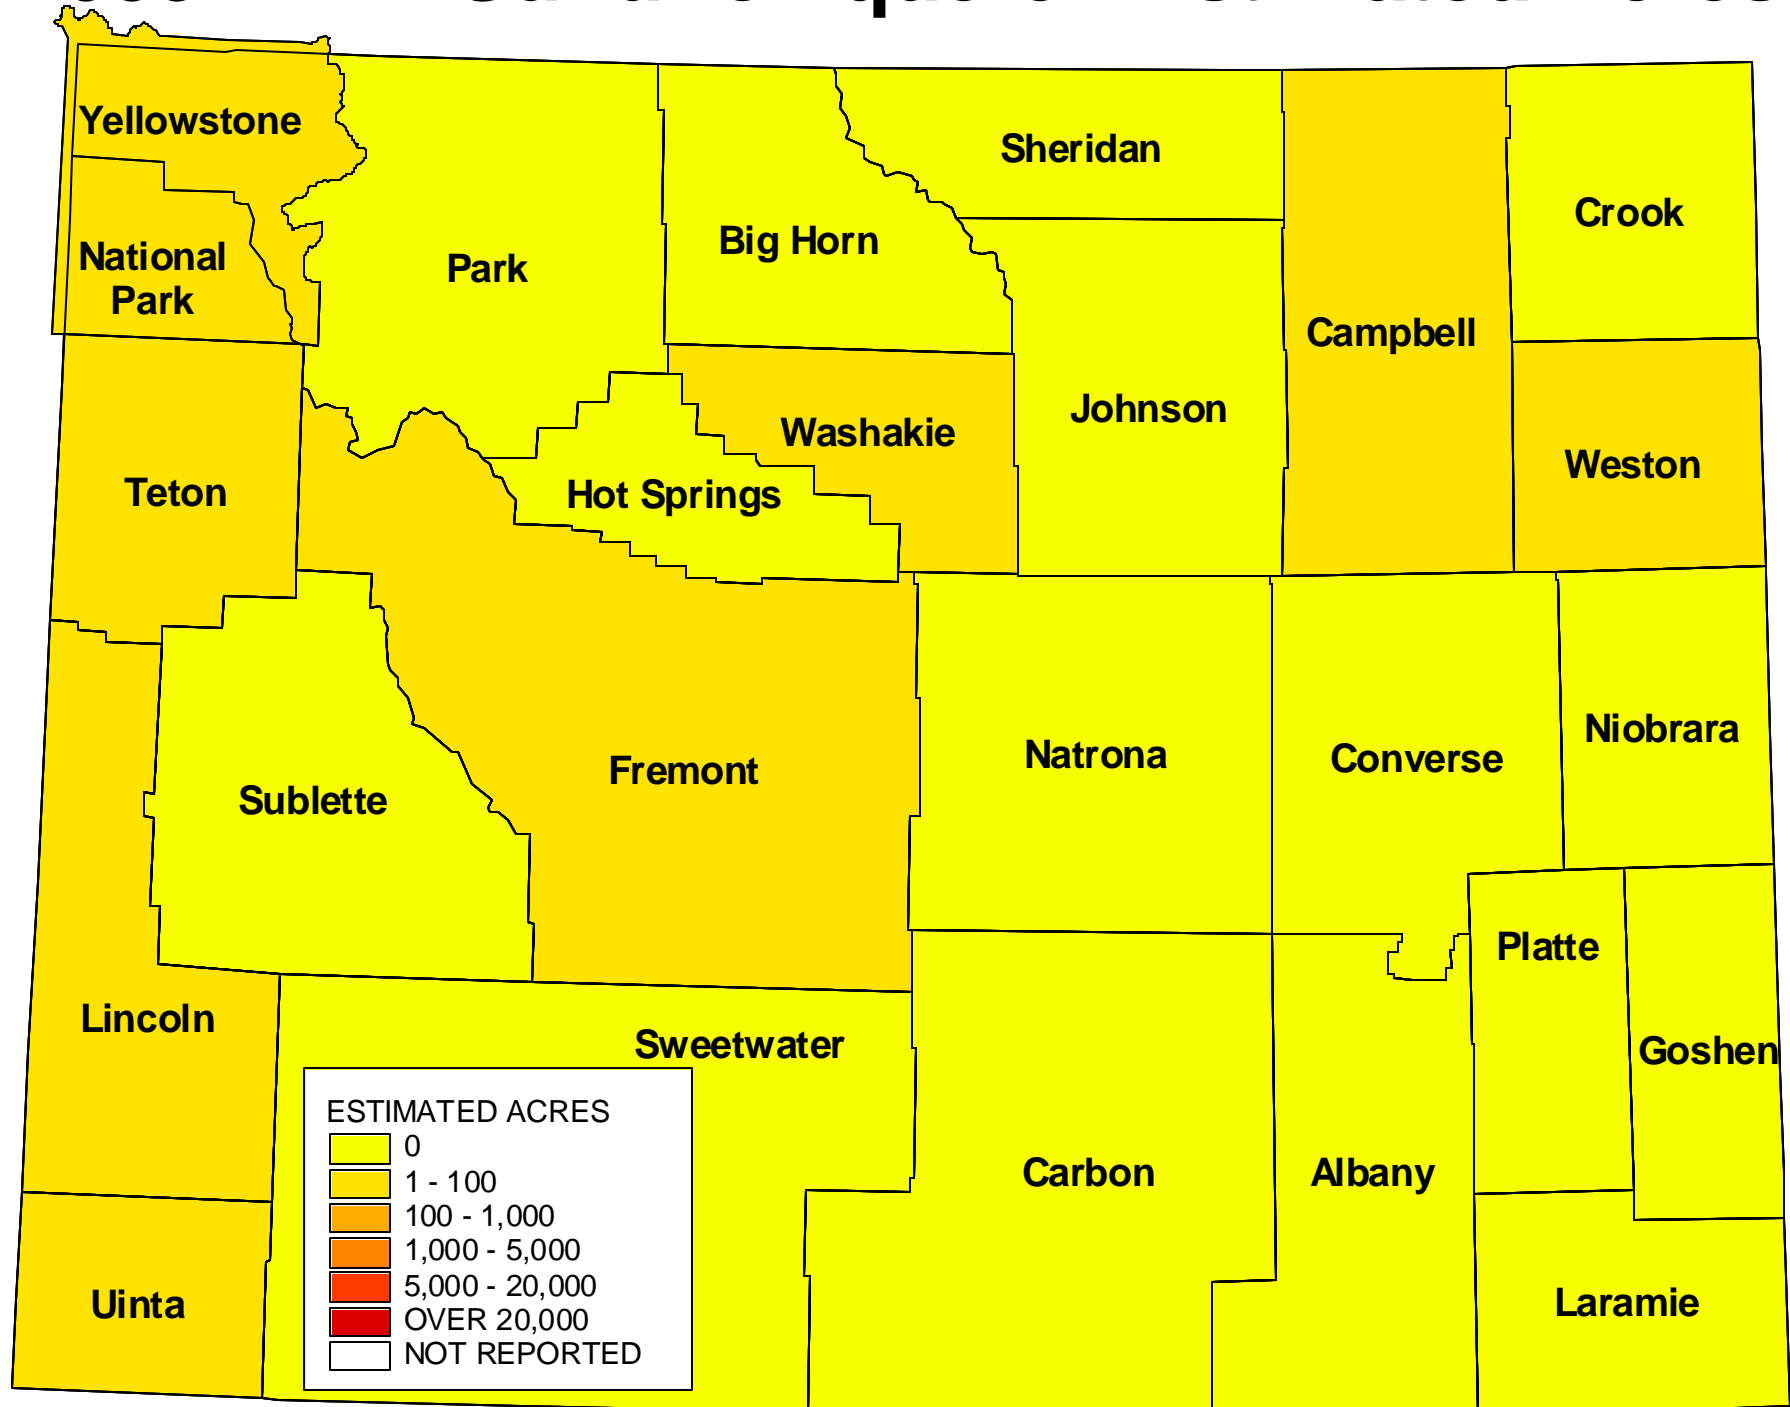 Yellowstone
National
Park
Park
Big Horn
Sheridan
Campbell
Crook
Teton
Washakie
Hot Springs
Johnson
Weston
Sublette
Fremont
Natrona
Converse
Niobrara
Lincoln
Sweetwater
Platte
Goshen
Carbon
Albany
Uinta
Laramie
ESTIMATED ACRES
0
1 - 100
100 - 1,000
1,000 - 5,000
5,000 - 20,000
OVER 20,000
NOT REPORTED